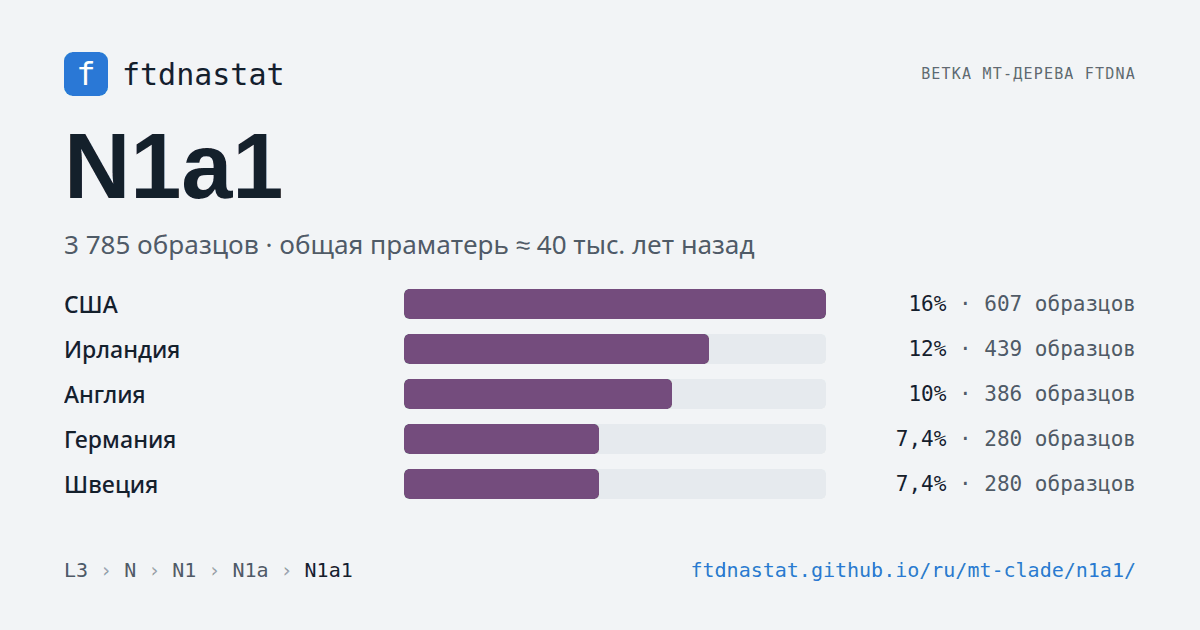 f ftdnastat
ВЕТКА МТ-ДЕРЕВА FTDNA
N1a1
3 785 образцов · общая праматерь ≈ 40 тыс. лет назад
США 16% · 607 образцов
Ирландия 12% · 439 образцов
Англия 10% · 386 образцов
Германия 7,4% · 280 образцов
Швеция 7,4% · 280 образцов
L3 › N › N1 › N1a › N1a1
ftdnastat.github.io/ru/mt-clade/n1a1/